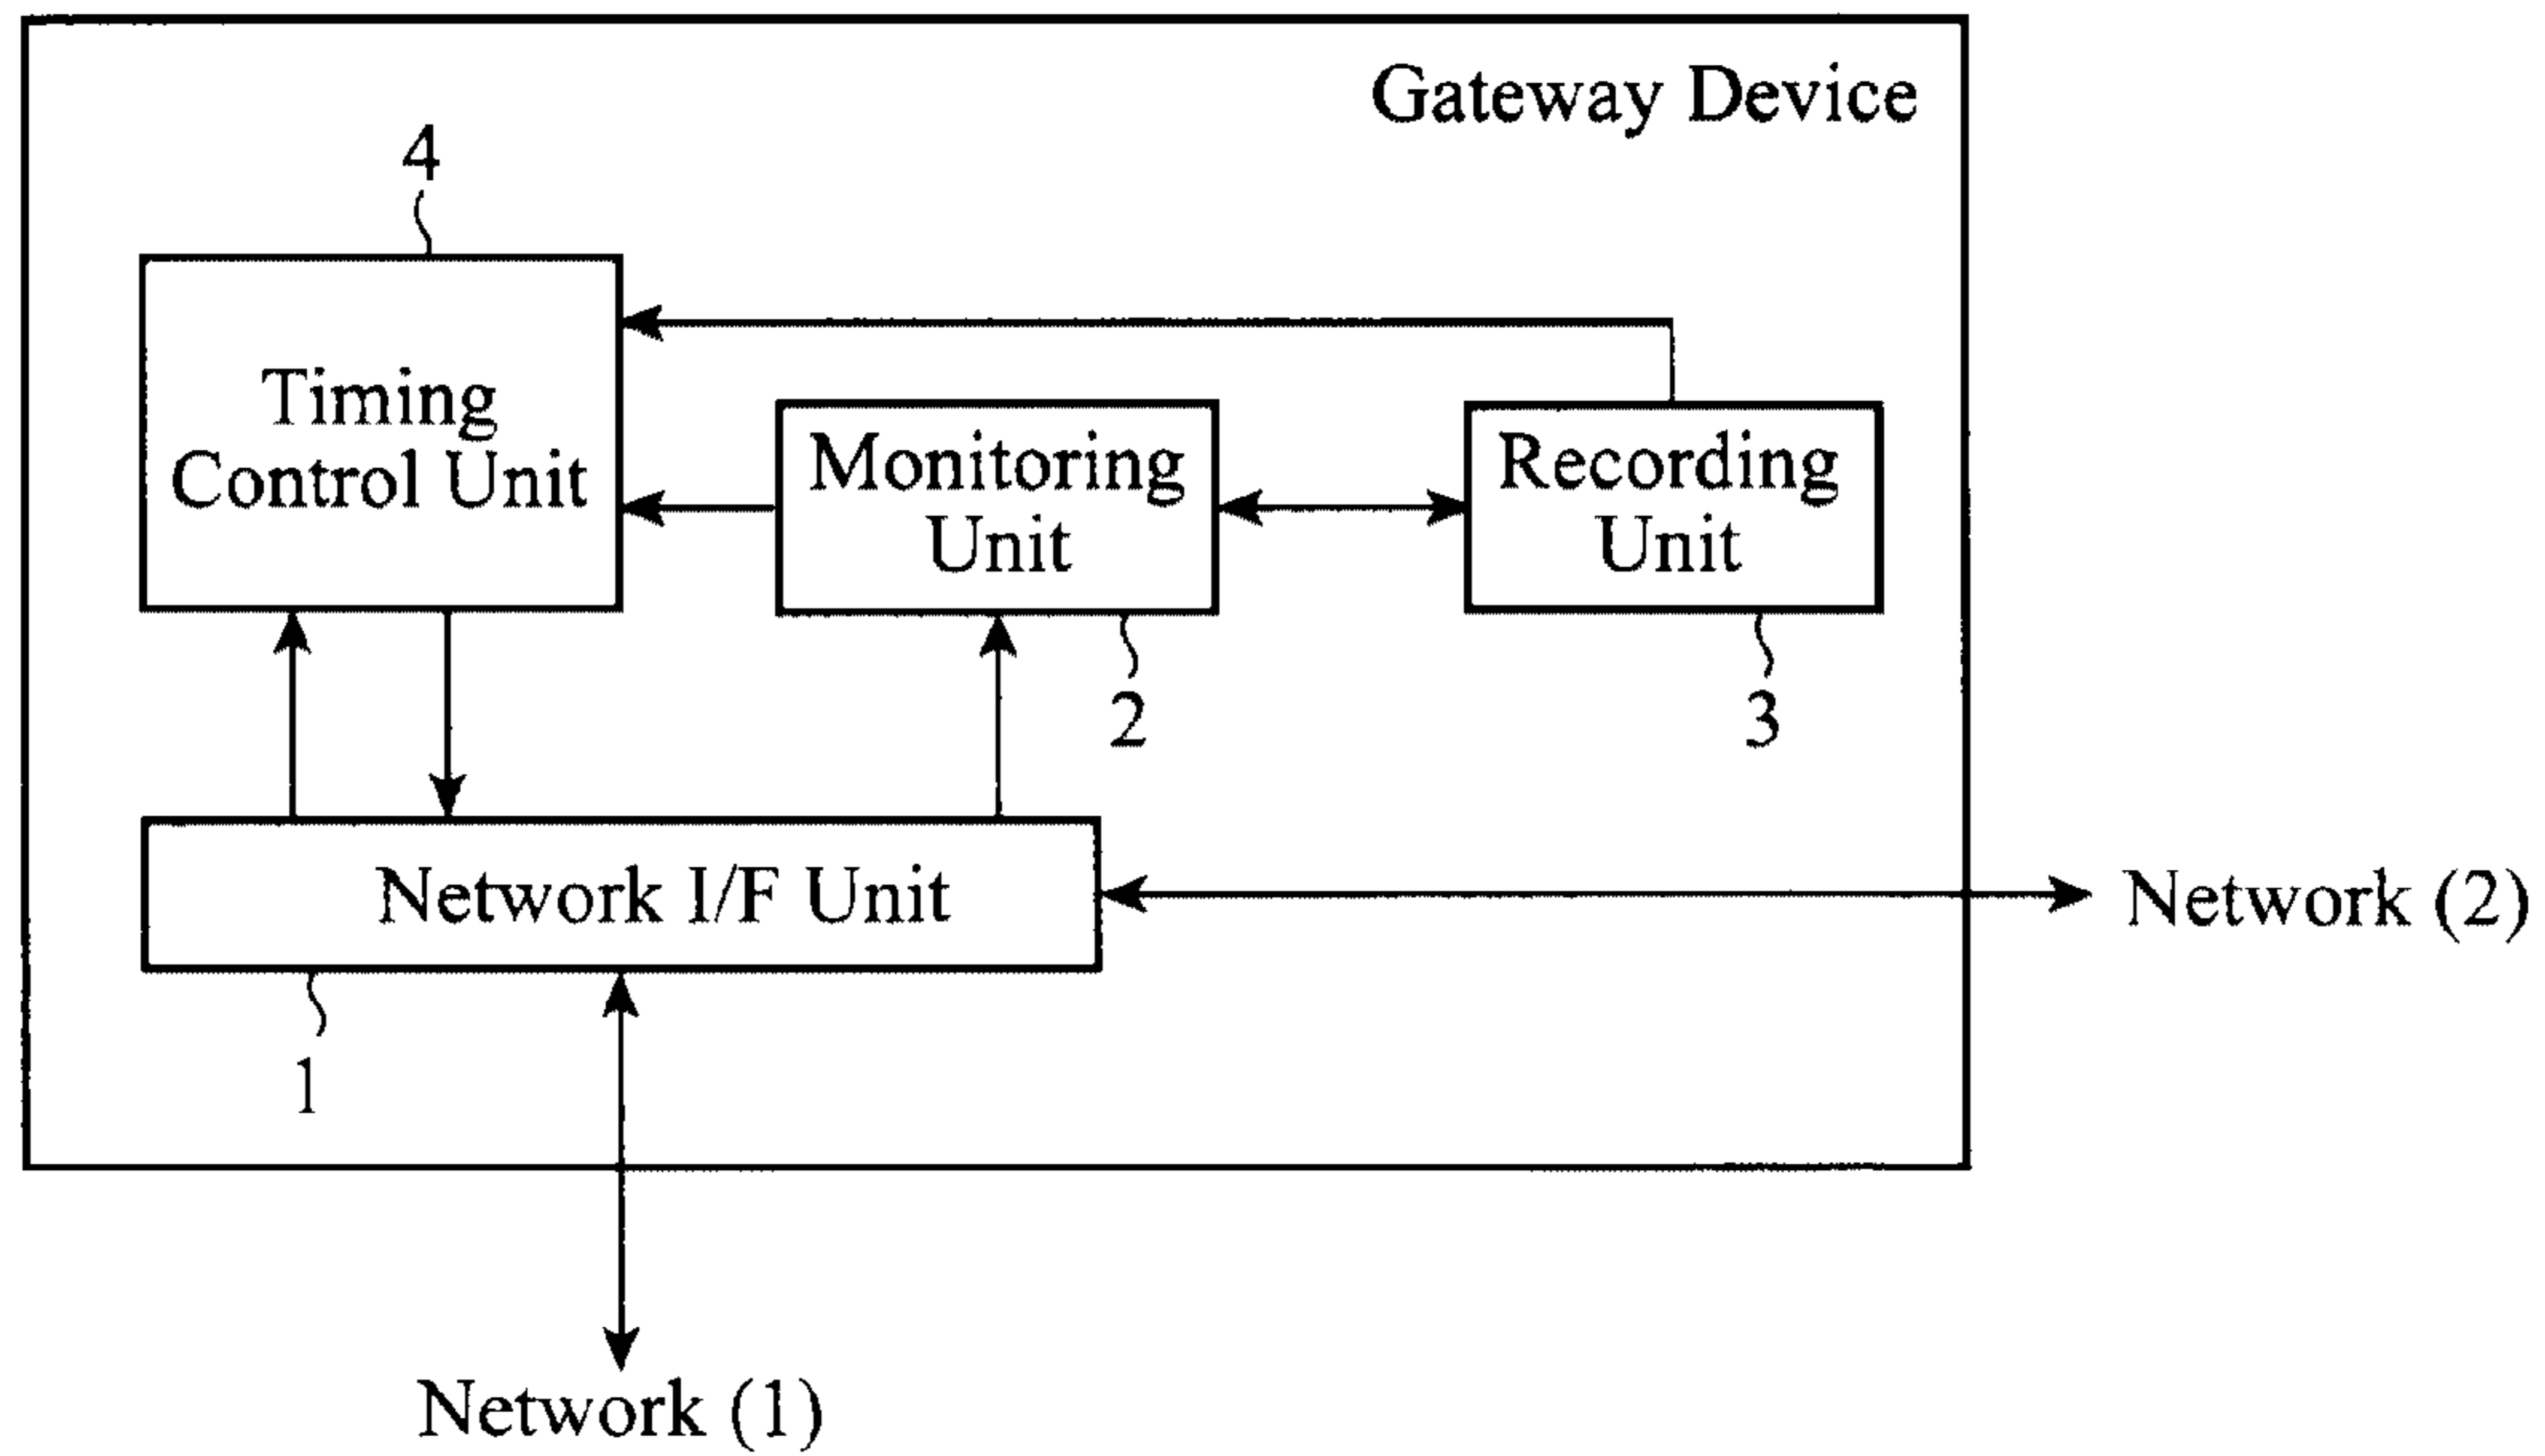 Gateway Device
4
Timing
Control Unit
Monitoring
Unit
Recording
Unit
2
3
Network I/F Unit
Network (2)
1
Network (1)